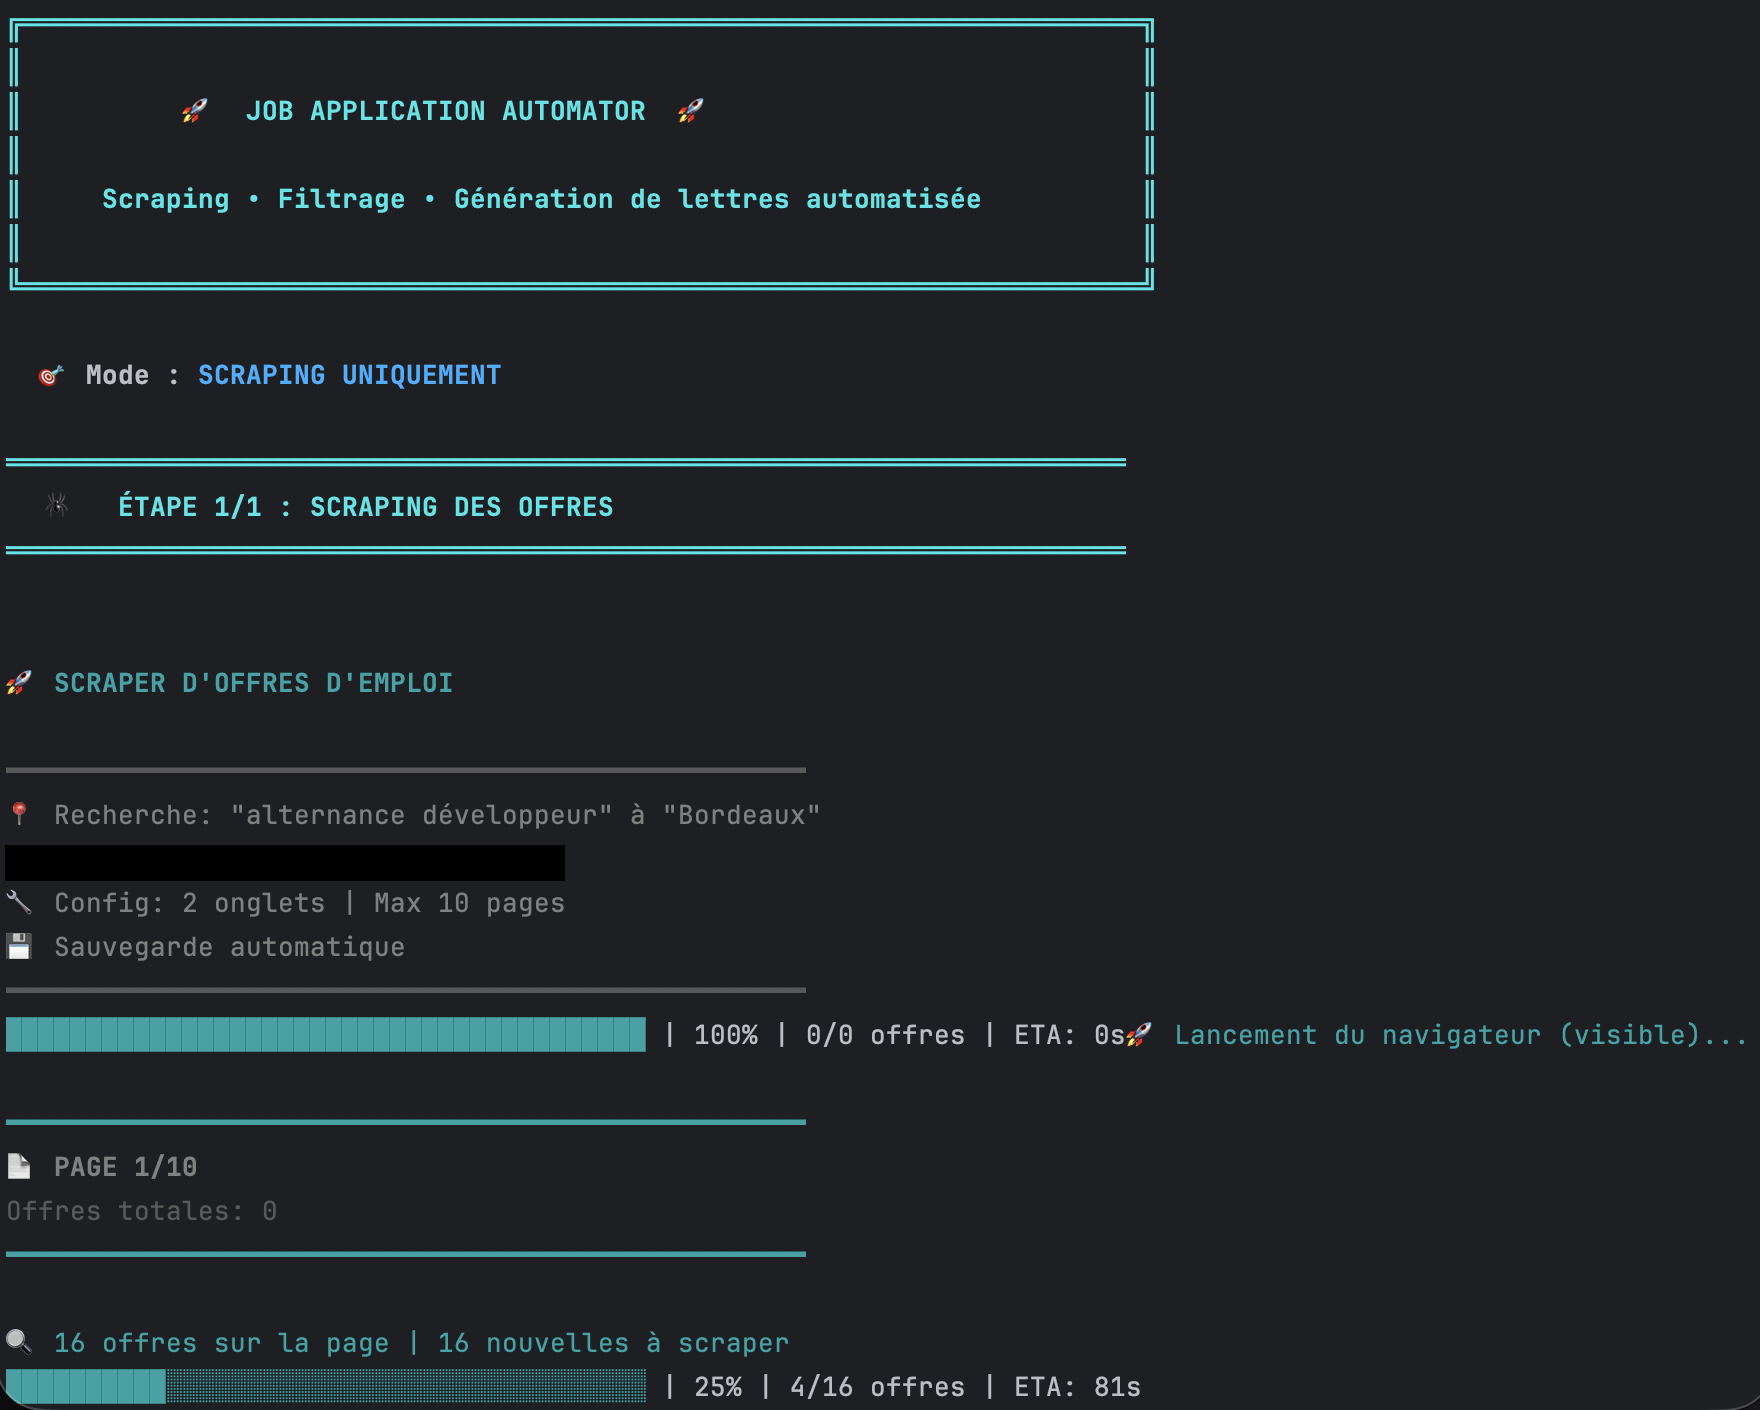 🚀 JOB APPLICATION AUTOMATOR 🚀
Scraping • Filtrage • Génération de lettres automatisée
🎯 Mode : SCRAPING UNIQUEMENT
🕷 ÉTAPE 1/1 : SCRAPING DES OFFRES
🚀 SCRAPER D'OFFRES D'EMPLOI
📍 Recherche: "alternance développeur" à "Bordeaux"
🔧 Config: 2 onglets | Max 10 pages
💾 Sauvegarde automatique
| 100% | 0/0 offres | ETA: 0s🚀 Lancement du navigateur (visible)...
📄 PAGE 1/10
Offres totales: 0
🔍 16 offres sur la page | 16 nouvelles à scraper
| 25% | 4/16 offres | ETA: 81s